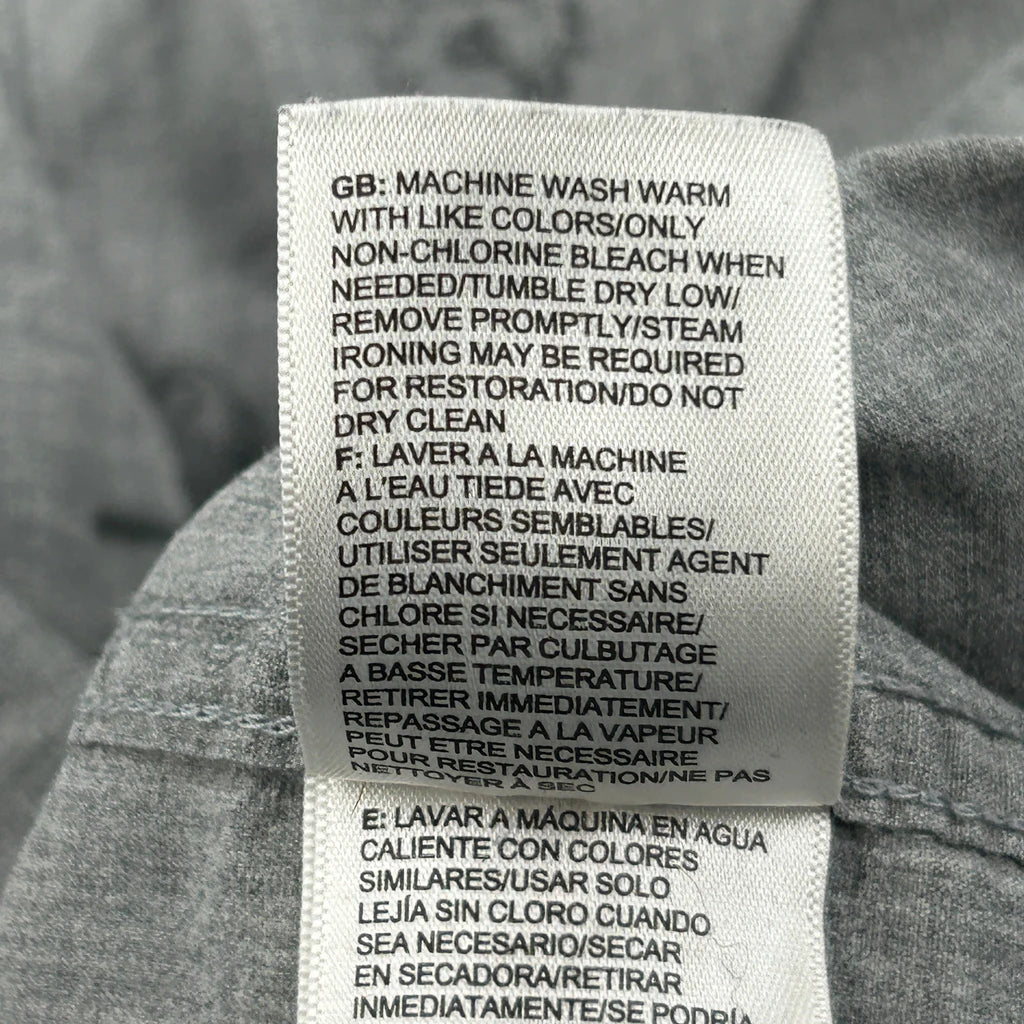 GB: MACHINE WASH WARM
WITH LIKE COLORS/ONLY
NON-CHLORINE BLEACH WHEN
NEEDED/TUMBLE DRY LOW/
REMOVE PROMPTLY/STEAM
IRONING MAY BE REQUIRED
FOR RESTORATION/DO NOT
DRY CLEAN
F: LAVER A LA MACHINE
A L'EAU TIEDE AVEC
COULEURS SEMBLABLES/
UTILISER SEULEMENT AGENT
DE BLANCHIMENT SANS
CHLORE SI NECESSAIRE/
SECHER PAR CULBUTAGE
A BASSE TEMPERATURE/
RETIRER IMMEDIATEMENT/
REPASSAGE A LA VAPEUR
PEUT ETRE NECESSAIRE
POUR RESTAURATION/NE PAS
NETTOYER À SEC
E: LAVAR A MÁQUINA EN AGUA
CALIENTE CON COLORES
SIMILARES/USAR SOLO
LEJÍA SIN CLORO CUANDO
SEA NECESARIO/SECAR
EN SECADORA/RETIRAR
INMEDIATAMENTE/SE PODRÍA